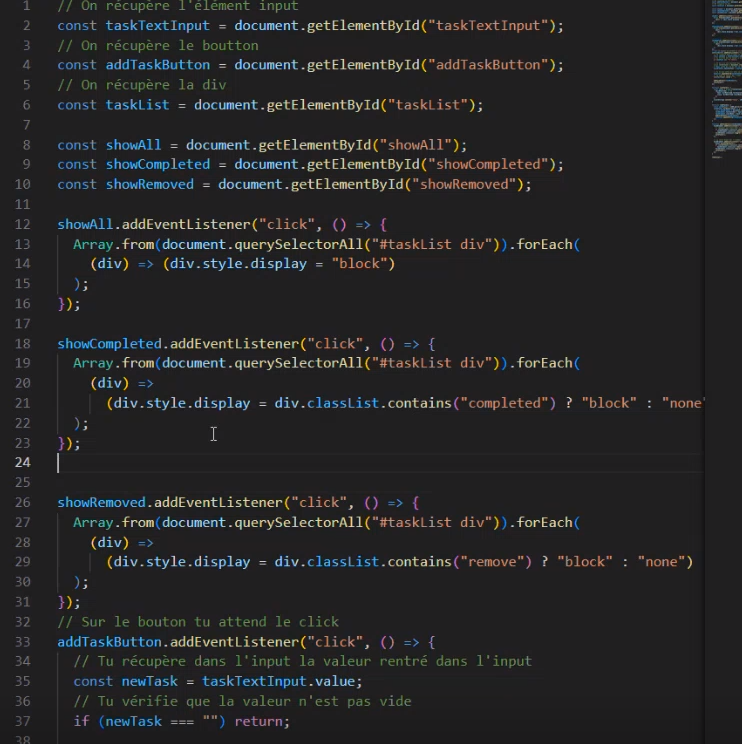 1 // On récupère l'élément input
2 const taskTextInput = document.getElementById("taskTextInput");
3 // On récupère le boutton
4 const addTaskButton = document.getElementById("addTaskButton");
5 // On récupère la div
6 const taskList = document.getElementById("taskList");
7
8 const showAll = document.getElementById("showAll");
9 const showCompleted = document.getElementById("showCompleted");
10 const showRemoved = document.getElementById("showRemoved");
11
12 showAll.addEventListener("click", () => {
13 Array.from(document.querySelectorAll("#taskList div")).forEach(
14 (div) => (div.style.display = "block")
15 );
16 });
17
18 showCompleted.addEventListener("click", () => {
19 Array.from(document.querySelectorAll("#taskList div")).forEach(
20 (div) =>
21 (div.style.display = div.classList.contains("completed") ? "block" : "none"
22 );
23 });
24
25
26 showRemoved.addEventListener("click", () => {
27 Array.from(document.querySelectorAll("#taskList div")).forEach(
28 (div) =>
29 (div.style.display = div.classList.contains("remove") ? "block" : "none")
30 );
31 });
32 // Sur le bouton tu attend le click
33 addTaskButton.addEventListener("click", () => {
34 // Tu récupère dans l'input la valeur rentré dans l'input
35 const newTask = taskTextInput.value;
36 // Tu vérifie que la valeur n'est pas vide
37 if (newTask === "") return;
38